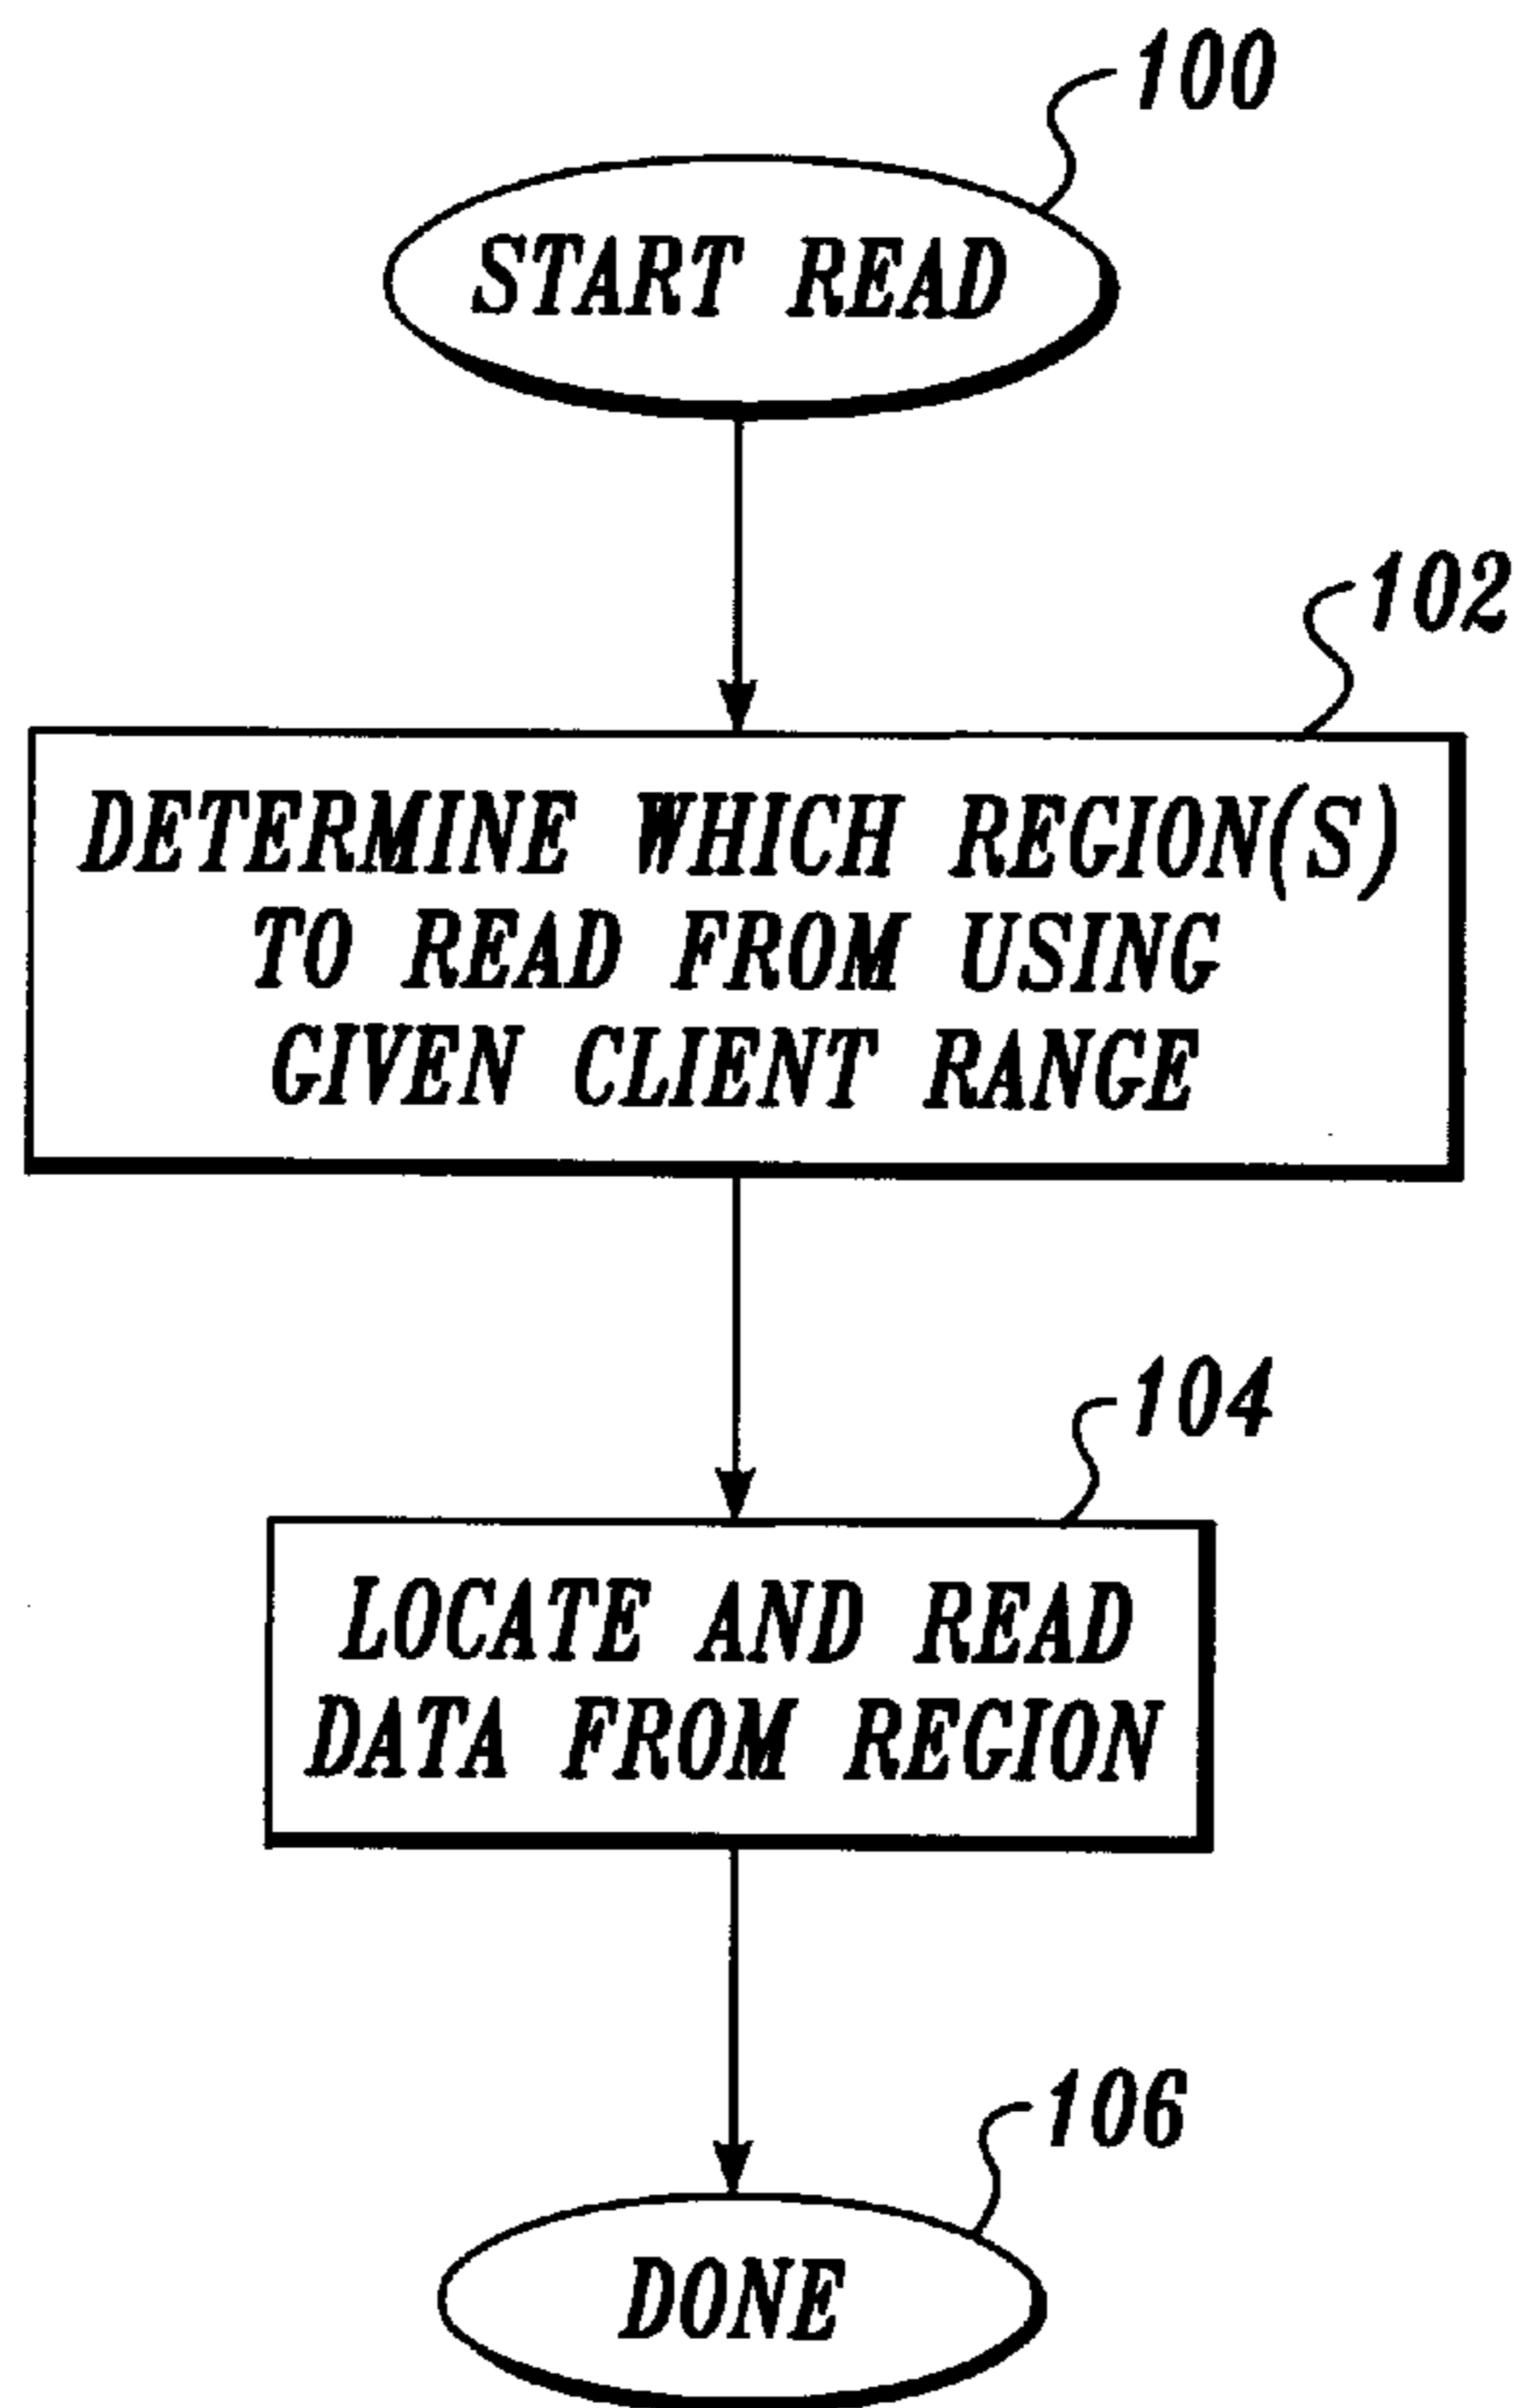 100
START READ
102
DETERMINE WHICH REGION(S)
TO READ FROM USING
GIVEN CLIENT RANGE
104
LOCATE AND READ
DATA FROM REGION
106
DONE